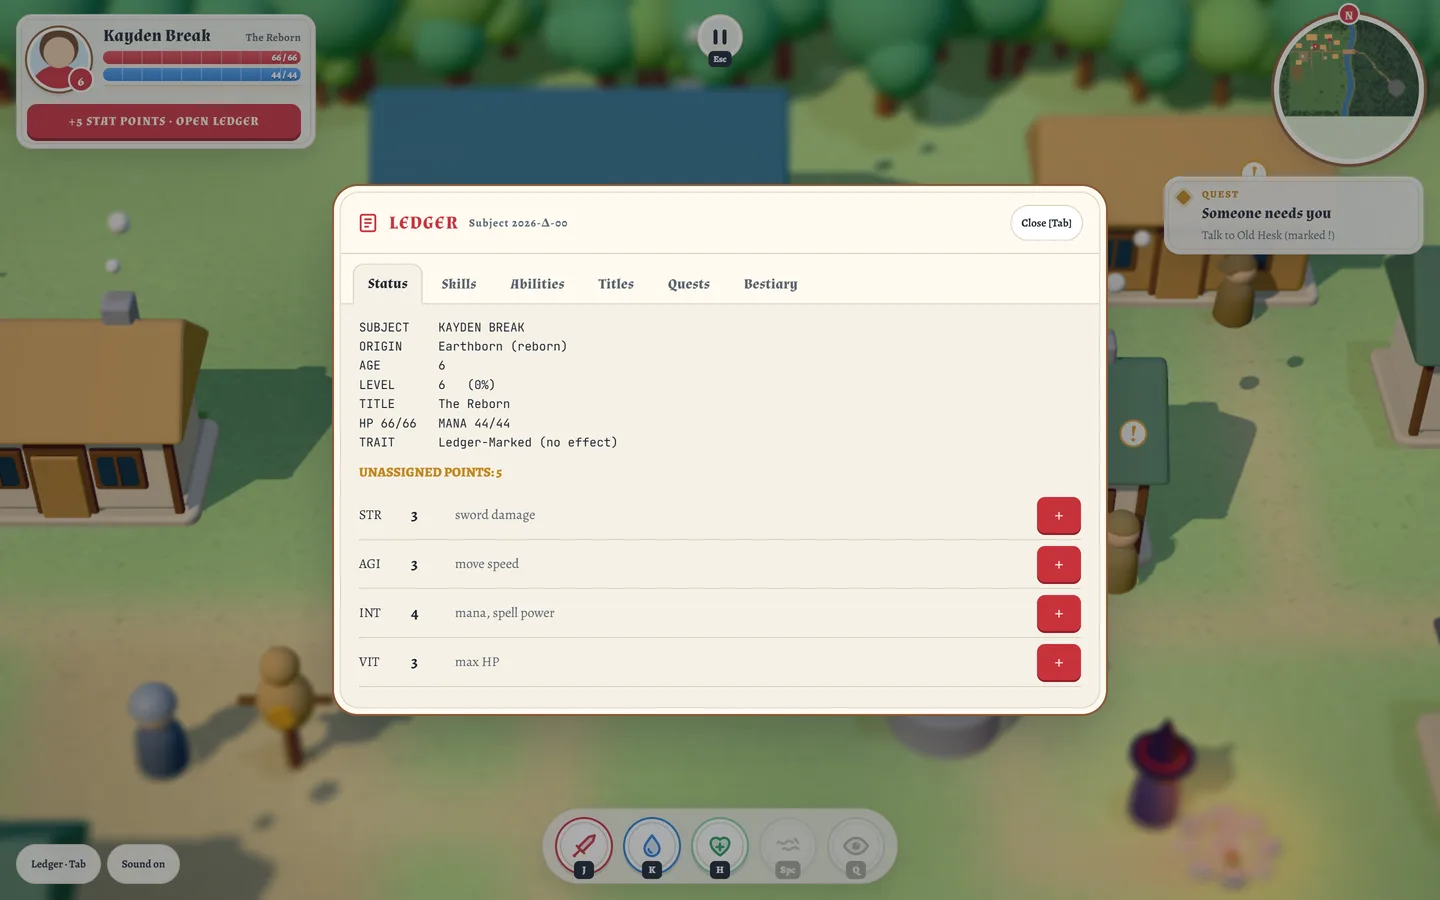 Kayden Break The Reborn
66/66
44/44
6
+5 STAT POINTS · OPEN LEDGER
Esc
N
QUEST
Someone needs you
Talk to Old Hesk (marked !)
!
LEDGER Subject 2026-Δ-00 Close [Tab]
Status Skills Abilities Titles Quests Bestiary
SUBJECT KAYDEN BREAK
ORIGIN Earthborn (reborn)
AGE 6
LEVEL 6 (0%)
TITLE The Reborn
HP 66/66 MANA 44/44
TRAIT Ledger-Marked (no effect)
UNASSIGNED POINTS: 5
STR 3 sword damage +
AGI 3 move speed +
INT 4 mana, spell power +
VIT 3 max HP +
!
Ledger · Tab Sound on
J K H Spc Q